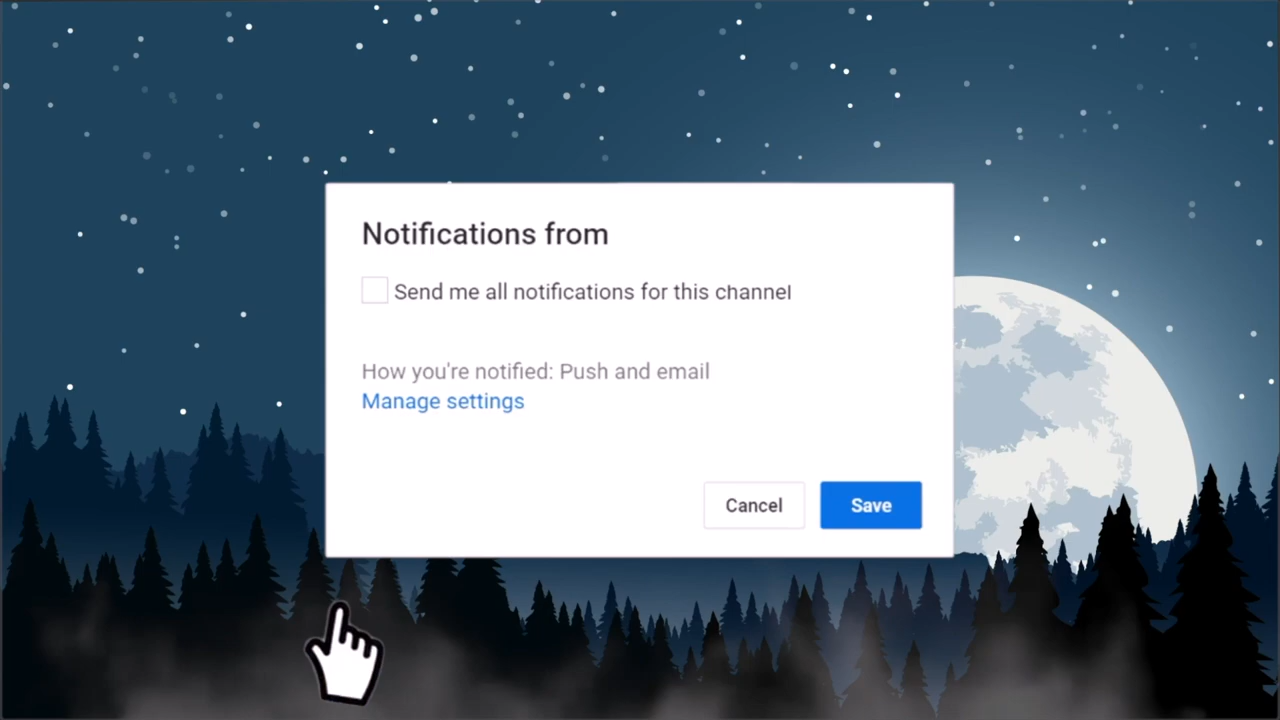 Notifications from
Send me all notifications for this channel
How you're notified: Push and email
Manage settings
Cancel Save